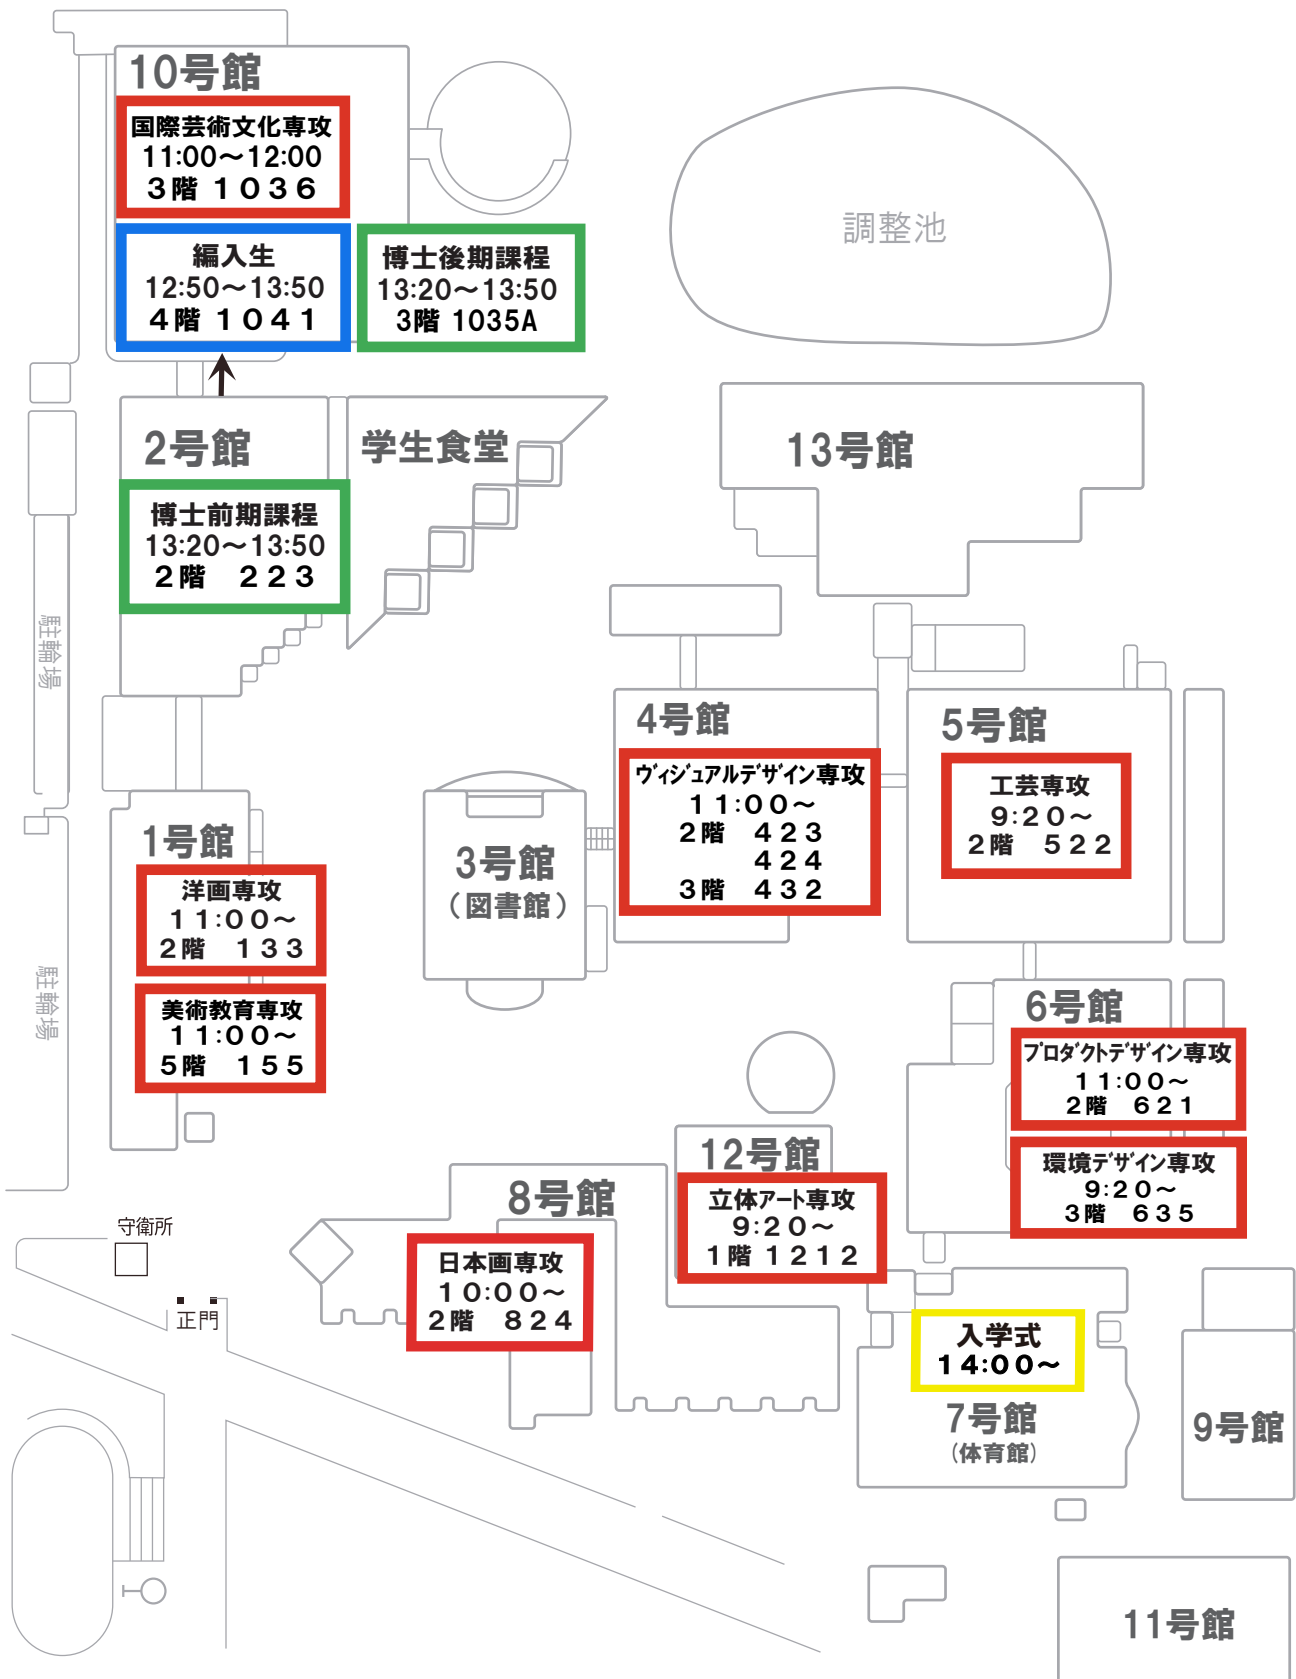 10号館
国際芸術文化専攻
11:00～12:00
3階 1036
編入生
12:50～13:50
4階 1041
博士後期課程
13:20～13:50
3階 1035A
調整池
2号館
博士前期課程
13:20～13:50
2階 223
学生食堂
13号館
駐輪場
4号館
ヴィジュアルデザイン専攻
11:00～
2階 423
424
3階 432
5号館
工芸専攻
9:20～
2階 522
1号館
洋画専攻
11:00～
2階 133
美術教育専攻
11:00～
5階 155
3号館
（図書館）
駐輪場
6号館
プロダクトデザイン専攻
11:00～
2階 621
環境デザイン専攻
9:20～
3階 635
12号館
立体アート専攻
9:20～
1階 1212
8号館
日本画専攻
10:00～
2階 824
守衛所
正門
入学式
14:00～
7号館
（体育館）
9号館
11号館